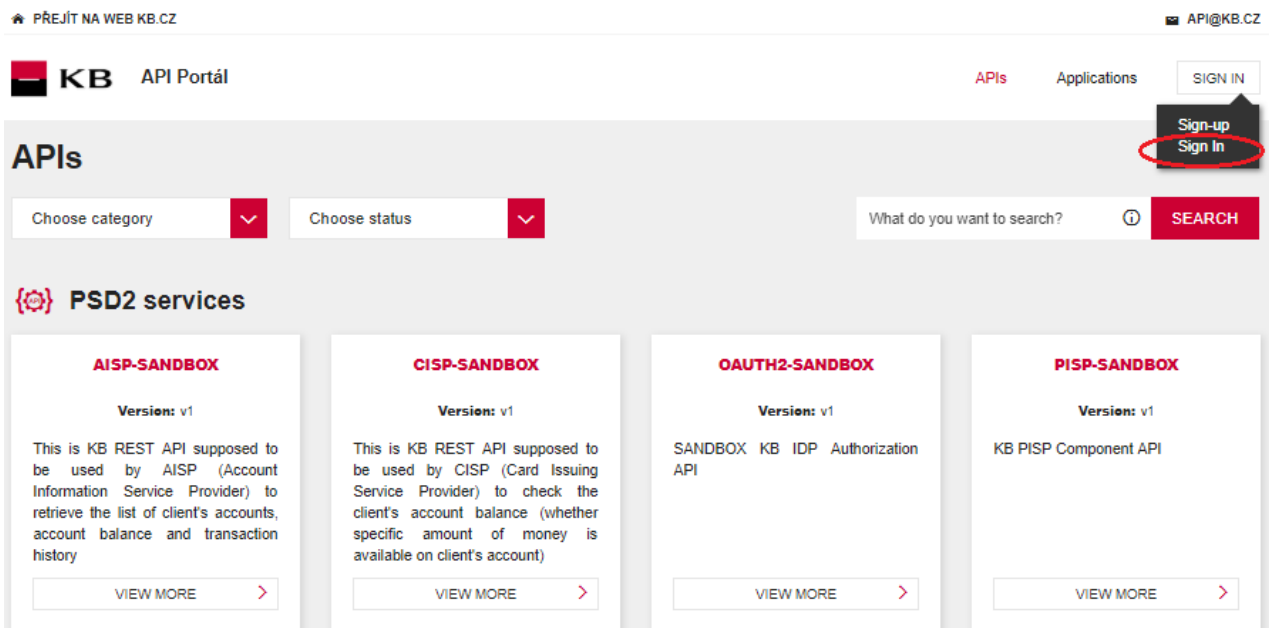 PŘEJÍT NA WEB KB.CZ
API@KB.CZ
KB
API Portál
APIs
Applications
SIGN IN
Sign-up
Sign In
APIs
Choose category
Choose status
What do you want to search?
SEARCH
{API}
PSD2 services
AISP-SANDBOX
Version: v1
This is KB REST API supposed to
be used by AISP (Account
Information Service Provider) to
retrieve the list of client's accounts,
account balance and transaction
history
VIEW MORE
CISP-SANDBOX
Version: v1
This is KB REST API supposed to
be used by CISP (Card Issuing
Service Provider) to check the
client's account balance (whether
specific amount of money is
available on client's account)
VIEW MORE
OAUTH2-SANDBOX
Version: v1
SANDBOX KB IDP Authorization
API
VIEW MORE
PISP-SANDBOX
Version: v1
KB PISP Component API
VIEW MORE